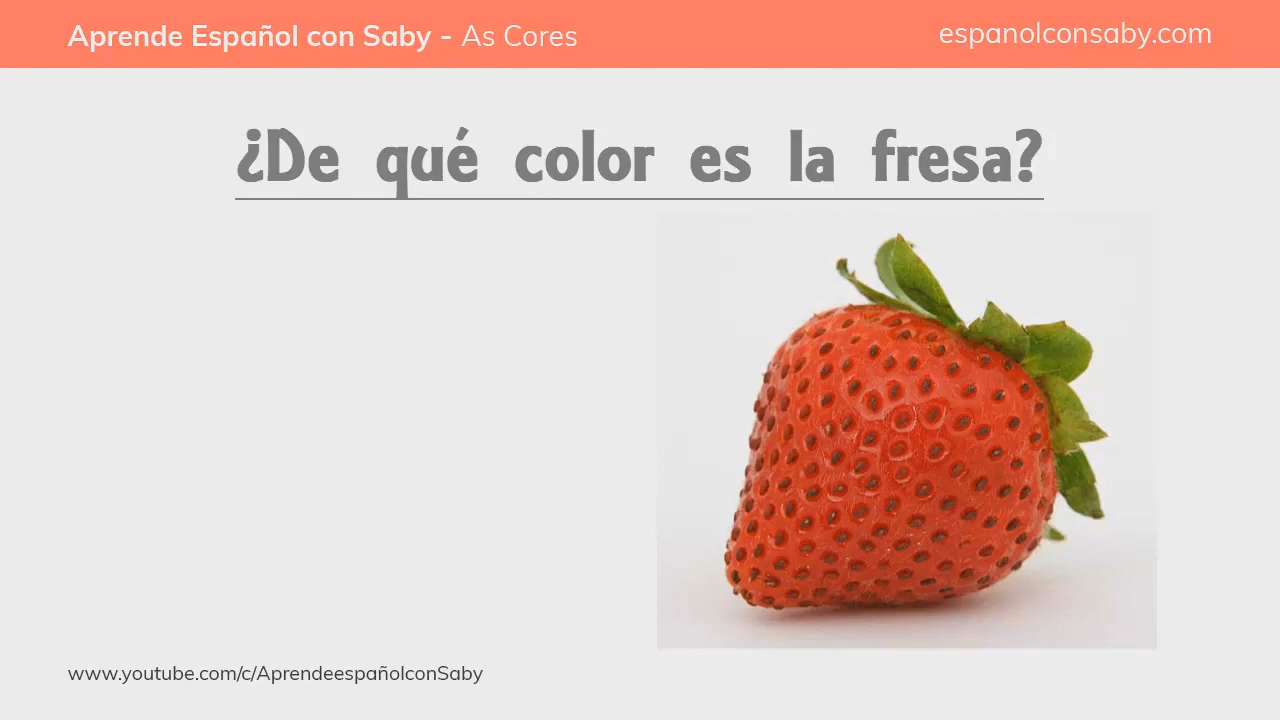 Aprende Español con Saby - As Cores
espanolconsaby.com
¿De qué color es la fresa?
www.youtube.com/c/AprendeespañolconSaby